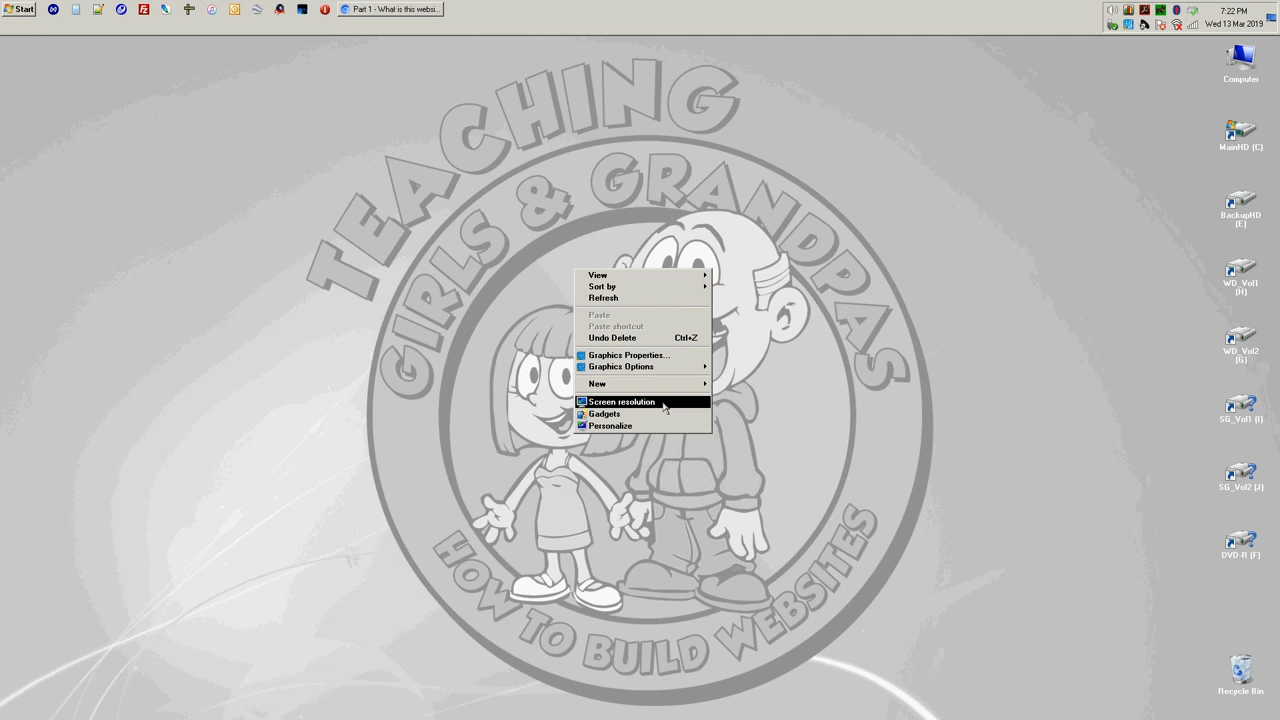 Start
Part 1 - What is this websi...
7:22 PM
Wed 13 Mar 2019
TEACHING
GIRLS & GRANDPAS
HOW TO BUILD WEBSITES
View
Sort by
Refresh
Paste
Paste shortcut
Undo Delete Ctrl+Z
Graphics Properties...
Graphics Options
New
Screen resolution
Gadgets
Personalize
Computer
MainHD (C)
BackupHD
(E)
WD_Vol1
(H)
WD_Vol2
(G)
SG_Vol1 (I)
SG_Vol2 (J)
DVD-R (F)
Recycle Bin